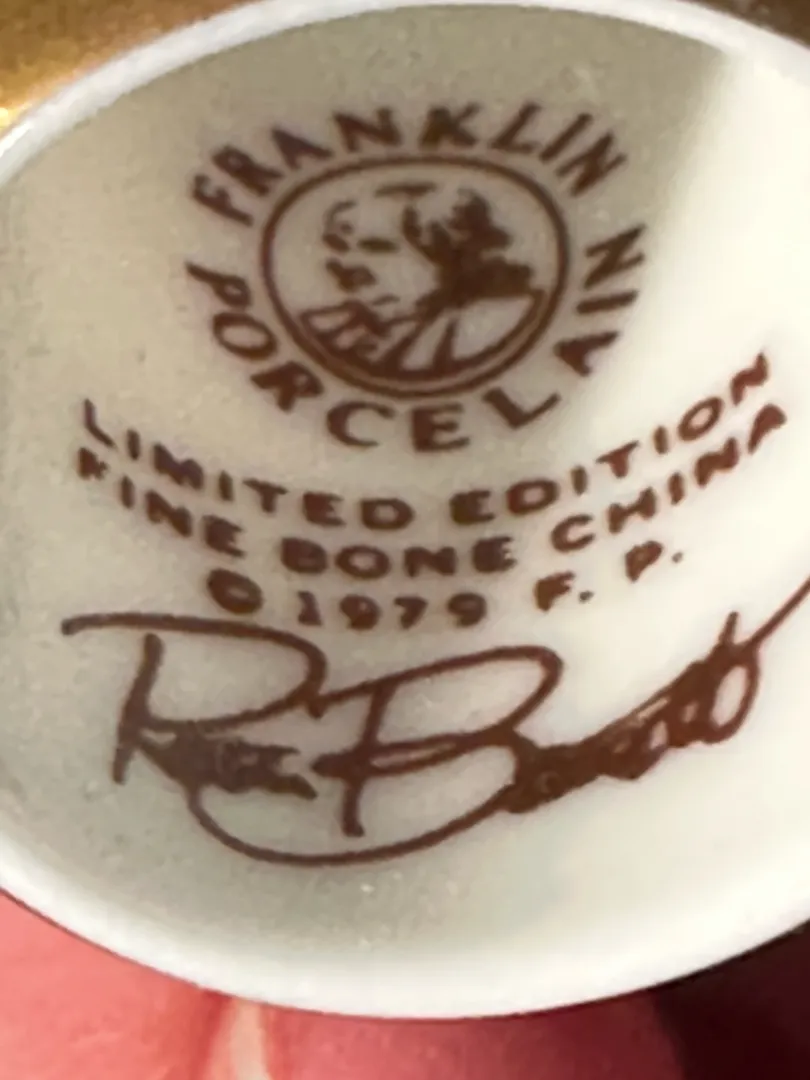 FRANKLIN
PORCELAIN
LIMITED EDITION
FINE BONE CHINA
© 1979 F. P.